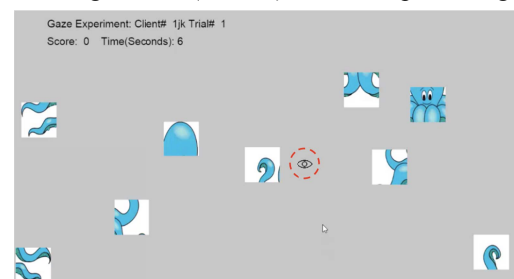 Gaze Experiment: Client# 1jk Trial# 1
Score: 0 Time(Seconds): 6